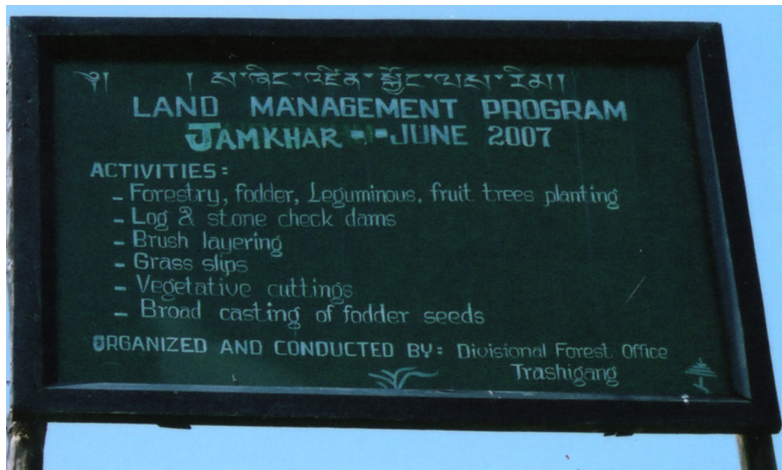 ༄། ། ས་ཞིང་འཛིན་སྐྱོང་ལས་རིམ།།
LAND MANAGEMENT PROGRAM
JAMKHAR -- JUNE 2007
ACTIVITIES:
- Forestry, fodder, Leguminous, fruit trees planting
- Log & stone check dams
- Brush layering
- Grass slips
- Vegetative cuttings
- Broad casting of fodder seeds
ORGANIZED AND CONDUCTED BY: Divisional Forest Office
Trashigang